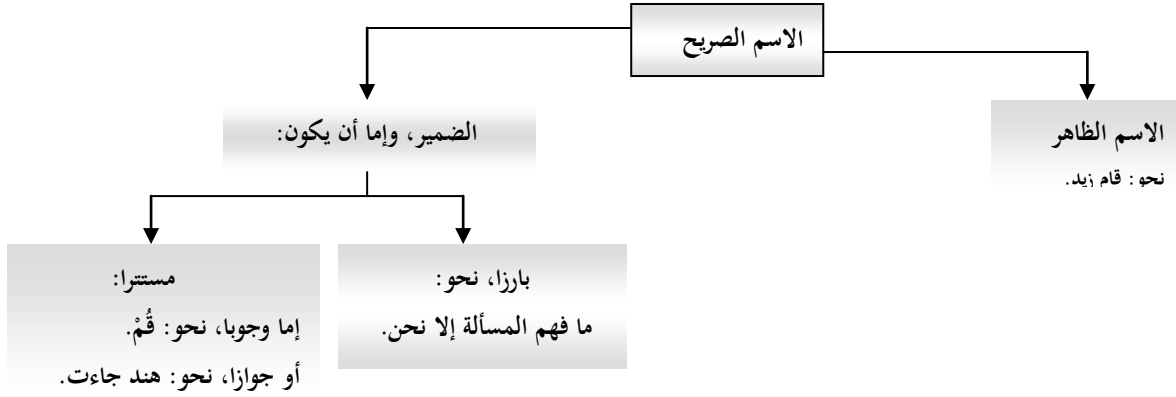 الاسم الصريح
الاسم الظاهر
نحو: قام زيد.
الضمير، وإما أن يكون:
بارزا، نحو:
ما فهم المسألة إلا نحن.
مستترا:
إما وجوبا، نحو: قُمْ.
أو جوازا، نحو: هند جاءت.